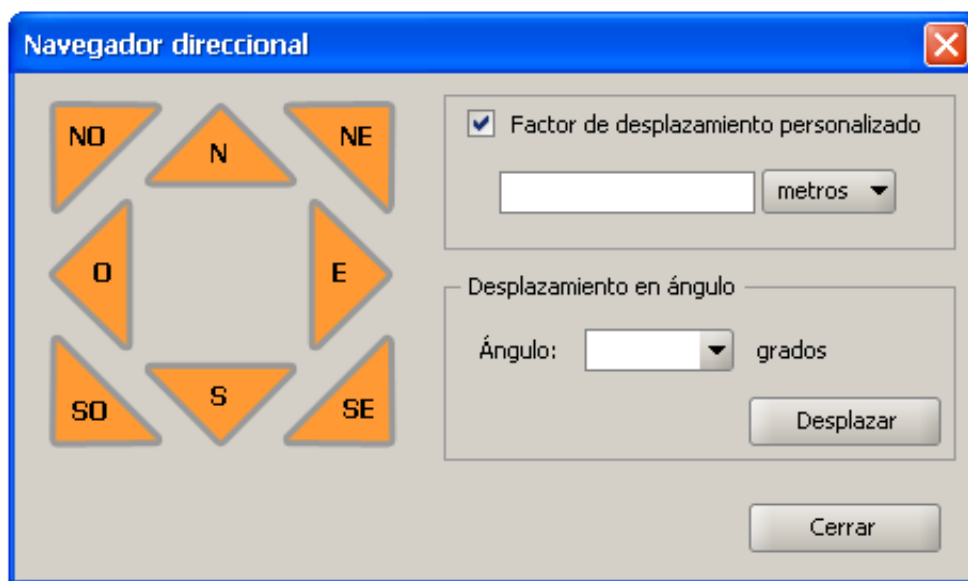 Navegador direccional
NO
N
NE
O
E
SO
S
SE
Factor de desplazamiento personalizado
metros
Desplazamiento en ángulo
Ángulo:
grados
Desplazar
Cerrar